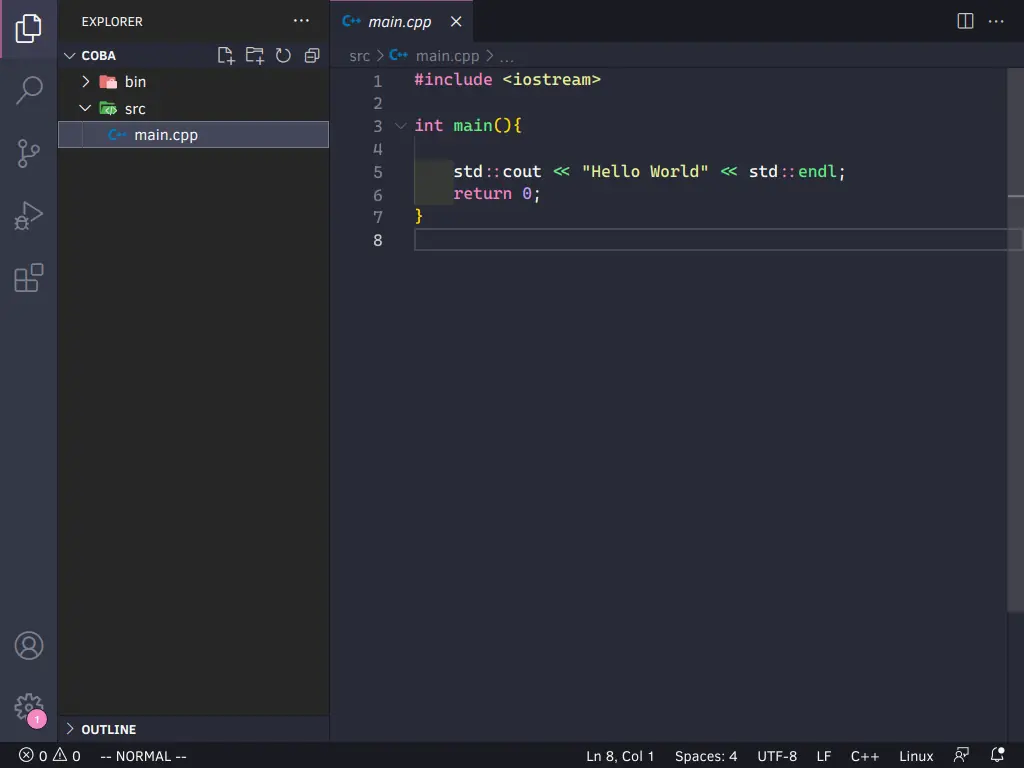 EXPLORER ...
COBA
bin
src
main.cpp
OUTLINE
C++ main.cpp
src > C++ main.cpp > ...
1 #include <iostream>
2
3 int main(){
4
5 std::cout << "Hello World" << std::endl;
6 return 0;
7 }
8
1
0 0 -- NORMAL -- Ln 8, Col 1 Spaces: 4 UTF-8 LF C++ Linux